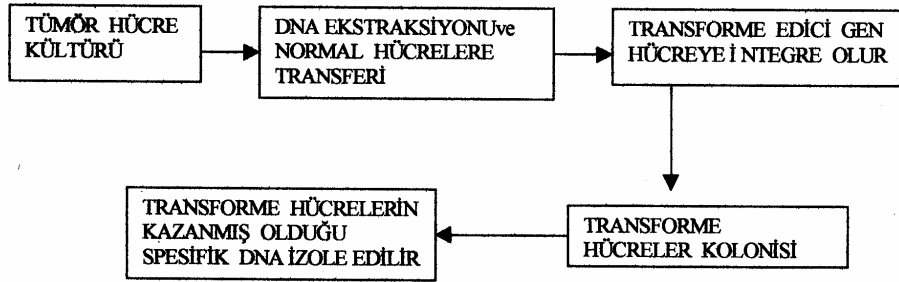 TÜMÖR HÜCRE
KÜLTÜRÜ
DNA EKSTRAKSİYONUve
NORMAL HÜCRELERE
TRANSFERİ
TRANSFORME EDİCİ GEN
HÜCREYE İ NTEGRE OLUR
TRANSFORME
HÜCRELER KOLONİSİ
TRANSFORME HÜCRELERİN
KAZANMIŞ OLDUĞU
SPESİFİK DNA İZOLE EDİLİR